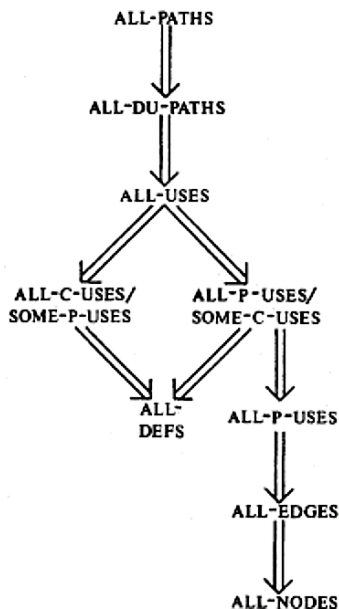 ALL-PATHS
ALL-DU-PATHS
ALL-USES
ALL-C-USES/
SOME-P-USES
ALL-P-USES/
SOME-C-USES
ALL-
DEFS
ALL-P-USES
ALL-EDGES
ALL-NODES